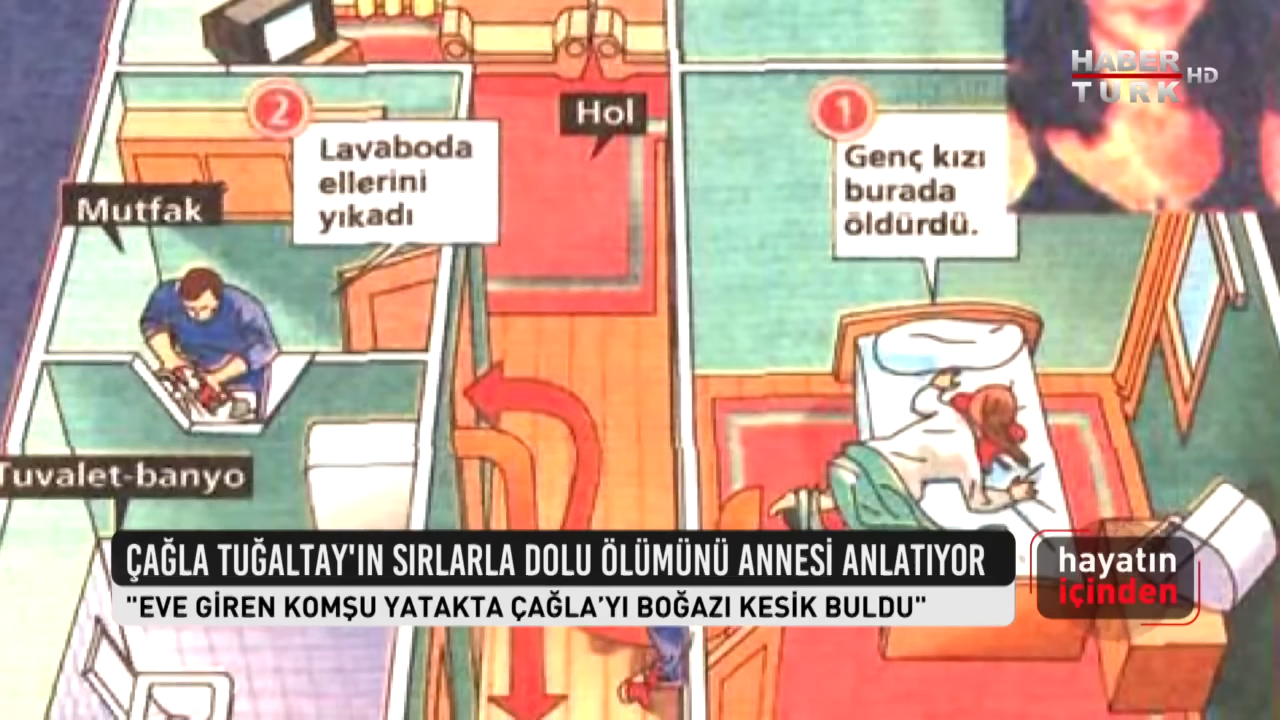 HABER
TURK HD
2
Hol
1
Lavaboda
ellerini
yıkadı
Genç kızı
burada
öldürdü.
Mutfak
Tuvalet-banyo
ÇAĞLA TUĞALTAY'IN SIRLARLA DOLU ÖLÜMÜNÜ ANNESİ ANLATIYOR
"EVE GİREN KOMŞU YATAKTA ÇAĞLA’YI BOĞAZI KESİK BULDU"
hayatın
içinden